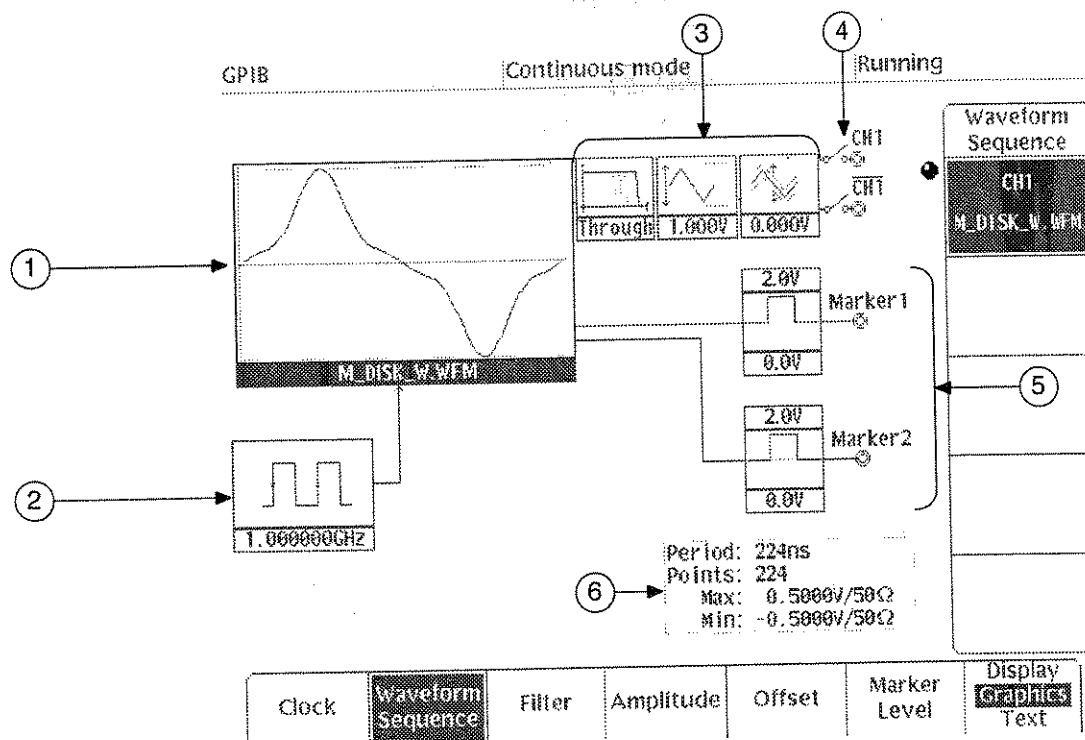 3
4
GPIB
Continuous mode
Running
Waveform
Sequence
CH1
M_DISK_W.WFM
CH1
C̅H̅1̅
Through
1.000V
0.000V
1
M_DISK_W.WFM
2.0V
Marker1
0.0V
5
2.0V
Marker2
0.0V
2
1.000000GHz
6
Period: 224ns
Points: 224
Max: 0.5000V/50Ω
Min: -0.5000V/50Ω
Clock
Waveform
Sequence
Filter
Amplitude
Offset
Marker
Level
Display
Graphics
Text